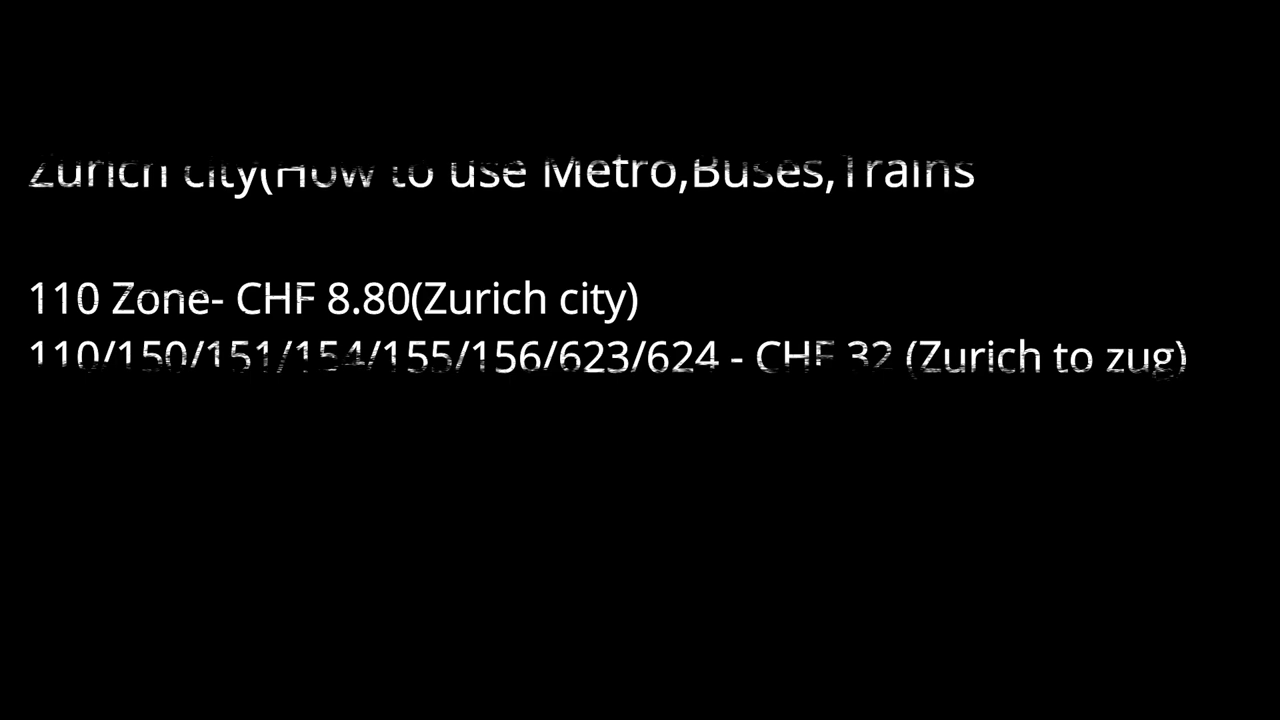 Zurich city(How to use Metro,Buses,Trains
110 Zone- CHF 8.80(Zurich city)
110/150/151/154/155/156/623/624 - CHF 32 (Zurich to zug)